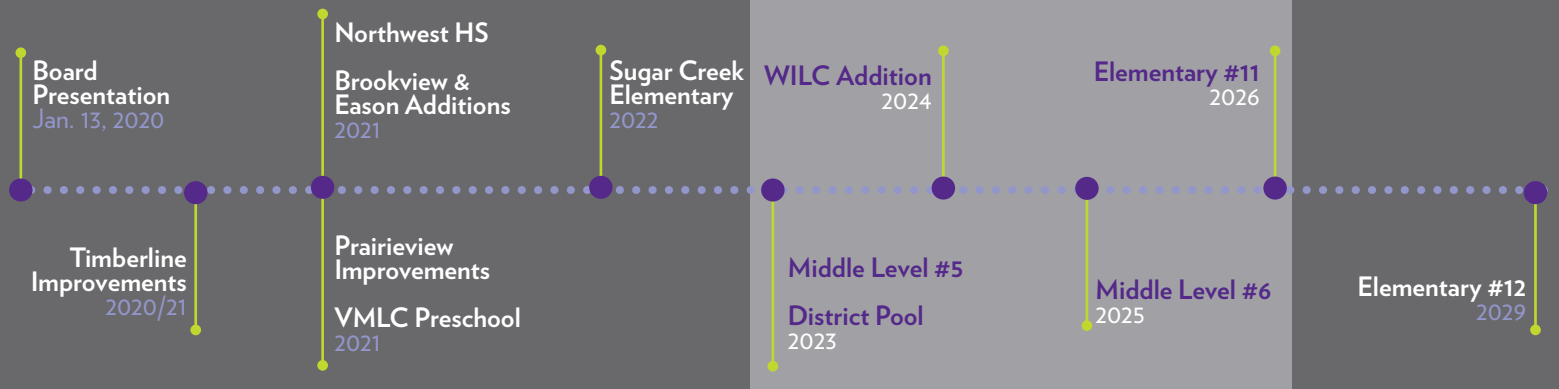 Board
Presentation
Jan. 13, 2020
Timberline
Improvements
2020/21
Northwest HS
Brookview &
Eason Additions
2021
Prairieview
Improvements
VMLC Preschool
2021
Sugar Creek
Elementary
2022
Middle Level #5
District Pool
2023
WILC Addition
2024
Middle Level #6
2025
Elementary #11
2026
Elementary #12
2029